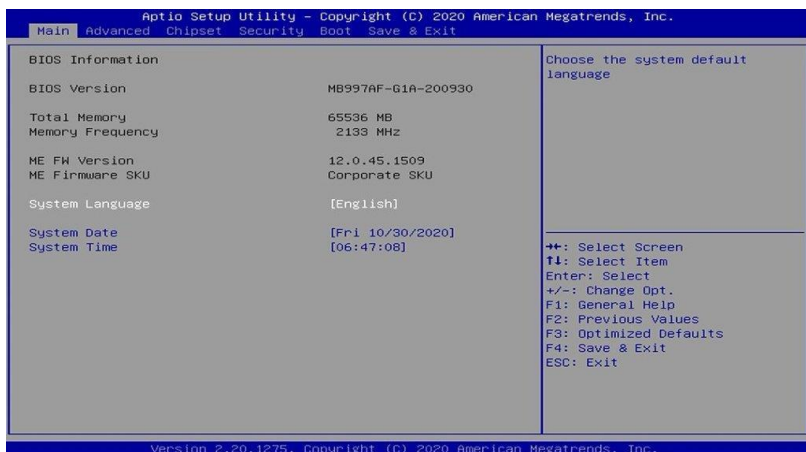 Aptio Setup Utility – Copyright (C) 2020 American Megatrends, Inc.
Main Advanced Chipset Security Boot Save & Exit
BIOS Information
BIOS Version MB997AF-G1A-200930
Total Memory 65536 MB
Memory Frequency 2133 MHz
ME FW Version 12.0.45.1509
ME Firmware SKU Corporate SKU
System Language [English]
System Date [Fri 10/30/2020]
System Time [06:47:08]
Choose the system default
language
→←: Select Screen
↑↓: Select Item
Enter: Select
+/-: Change Opt.
F1: General Help
F2: Previous Values
F3: Optimized Defaults
F4: Save & Exit
ESC: Exit
Version 2.20.1275. Copyright (C) 2020 American Megatrends, Inc.